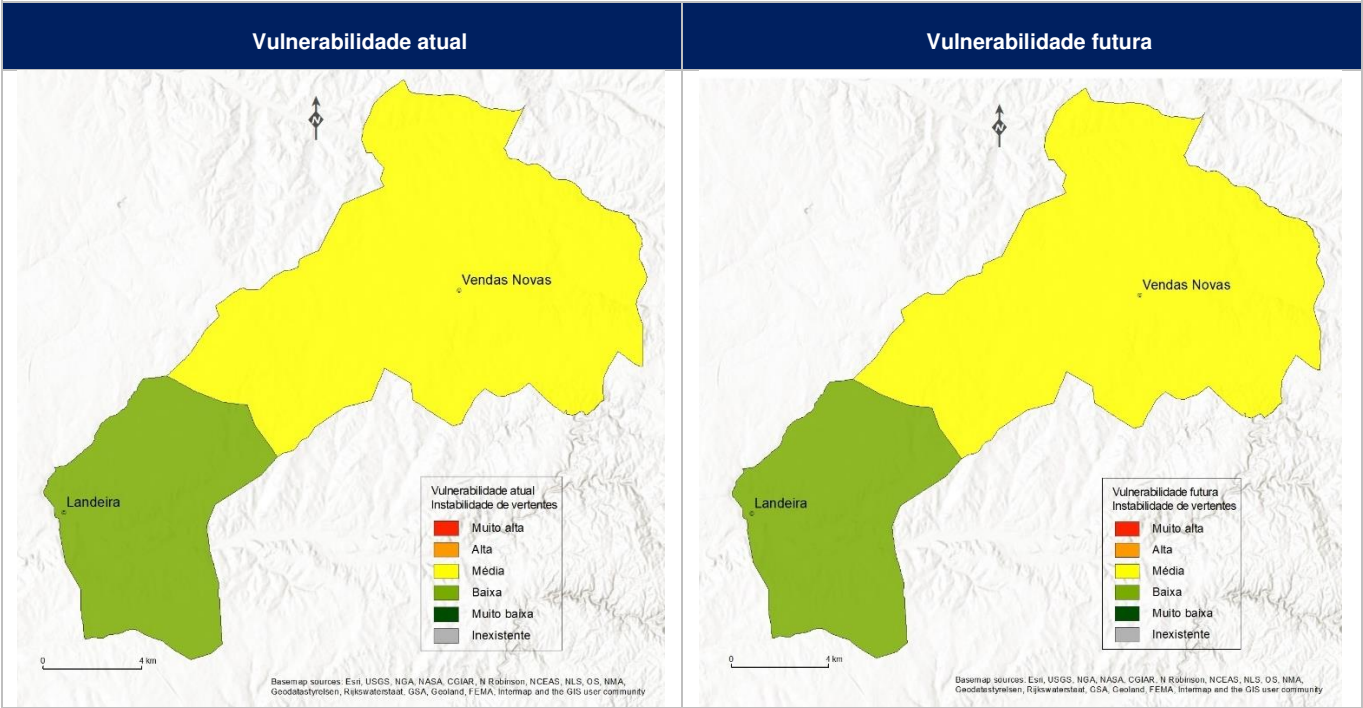 Vulnerabilidade atual
Vulnerabilidade futura
N
Vendas Novas
Landeira
Vulnerabilidade atual
Instabilidade de vertentes
Muito alta
Alta
Média
Baixa
Muito baixa
Inexistente
0 4 km
Basemap sources: Esri, USGS, NGA, NASA, CGIAR, N Robinson, NCEAS, NLS, OS, NMA,
Geodatastyrelsen, Rijkswaterstaat, GSA, Geoland, FEMA, Intermap and the GIS user community
N
Vendas Novas
Landeira
Vulnerabilidade futura
Instabilidade de vertentes
Muito alta
Alta
Média
Baixa
Muito baixa
Inexistente
0 4 km
Basemap sources: Esri, USGS, NGA, NASA, CGIAR, N Robinson, NCEAS, NLS, OS, NMA,
Geodatastyrelsen, Rijkswaterstaat, GSA, Geoland, FEMA, Intermap and the GIS user community